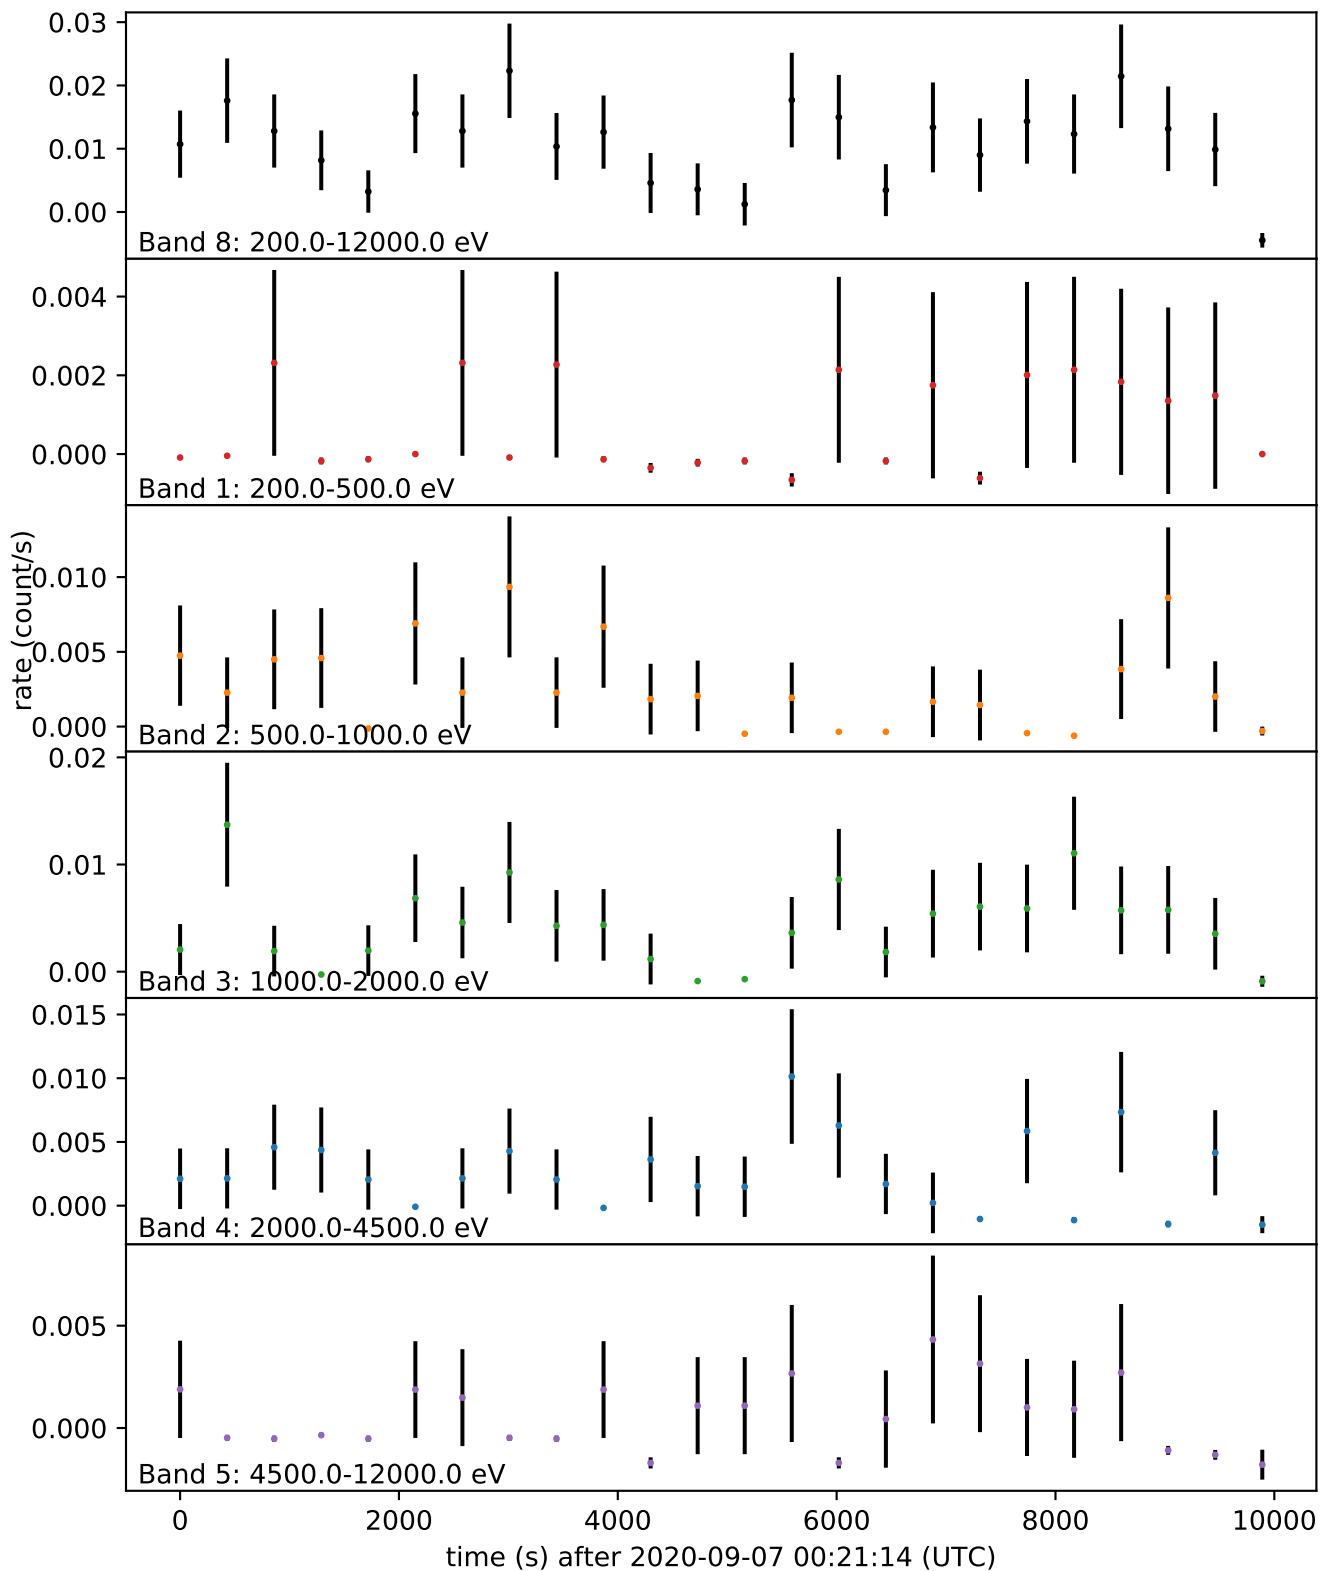 0.03
0.02
0.01
0.00
Band 8: 200.0-12000.0 eV
0.004
0.002
0.000
Band 1: 200.0-500.0 eV
rate (count/s)
0.010
0.005
0.000
Band 2: 500.0-1000.0 eV
0.02
0.01
0.00
Band 3: 1000.0-2000.0 eV
0.015
0.010
0.005
0.000
Band 4: 2000.0-4500.0 eV
0.005
0.000
Band 5: 4500.0-12000.0 eV
0 2000 4000 6000 8000 10000
time (s) after 2020-09-07 00:21:14 (UTC)